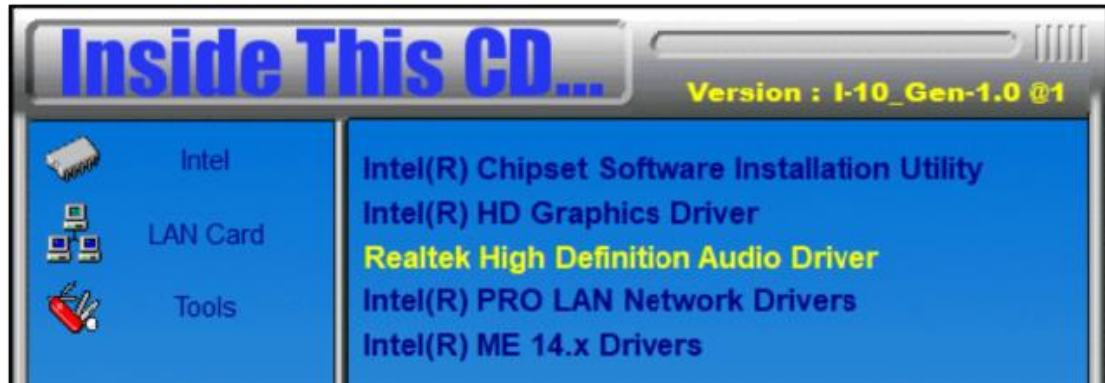 Inside This CD...
Version : I-10_Gen-1.0 @1
Intel
LAN Card
Tools
Intel(R) Chipset Software Installation Utility
Intel(R) HD Graphics Driver
Realtek High Definition Audio Driver
Intel(R) PRO LAN Network Drivers
Intel(R) ME 14.x Drivers